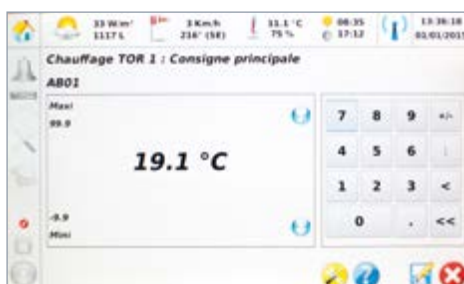 33 W/m² 3 Km/h 11.1 °C 06:35 13:36:18
1117 L 216° (SE) 75 % 17:12 01/01/2015
Chauffage TOR 1 : Consigne principale
AB01
Maxi
99.9
19.1 °C
-9.9
Mini
7 8 9 +/-
4 5 6
1 2 3 <
0 . <<